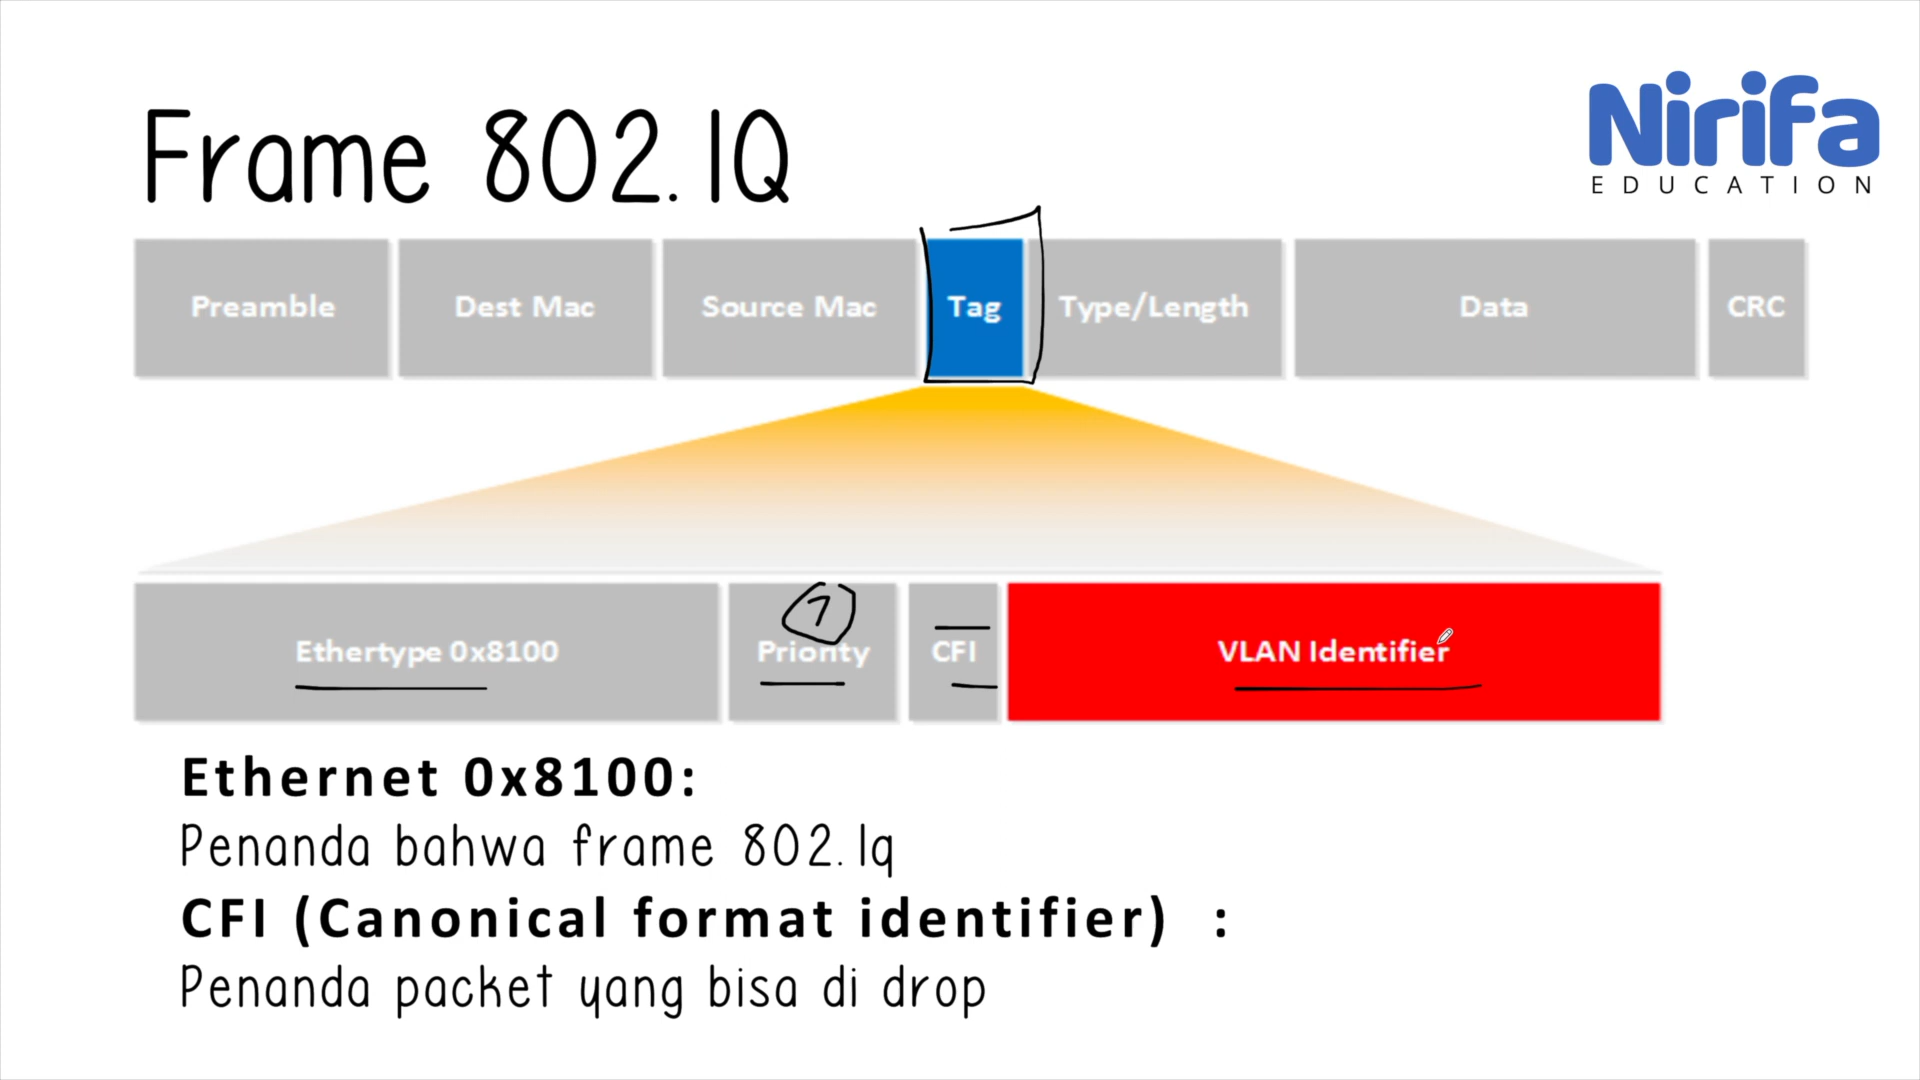 Nirifa
EDUCATION
Frame 802.1Q
Preamble Dest Mac Source Mac Tag Type/Length Data CRC
7
Ethertype 0x8100 Priority CFI VLAN Identifier
Ethernet 0x8100:
Penanda bahwa frame 802.1q
CFI (Canonical format identifier) :
Penanda packet yang bisa di drop